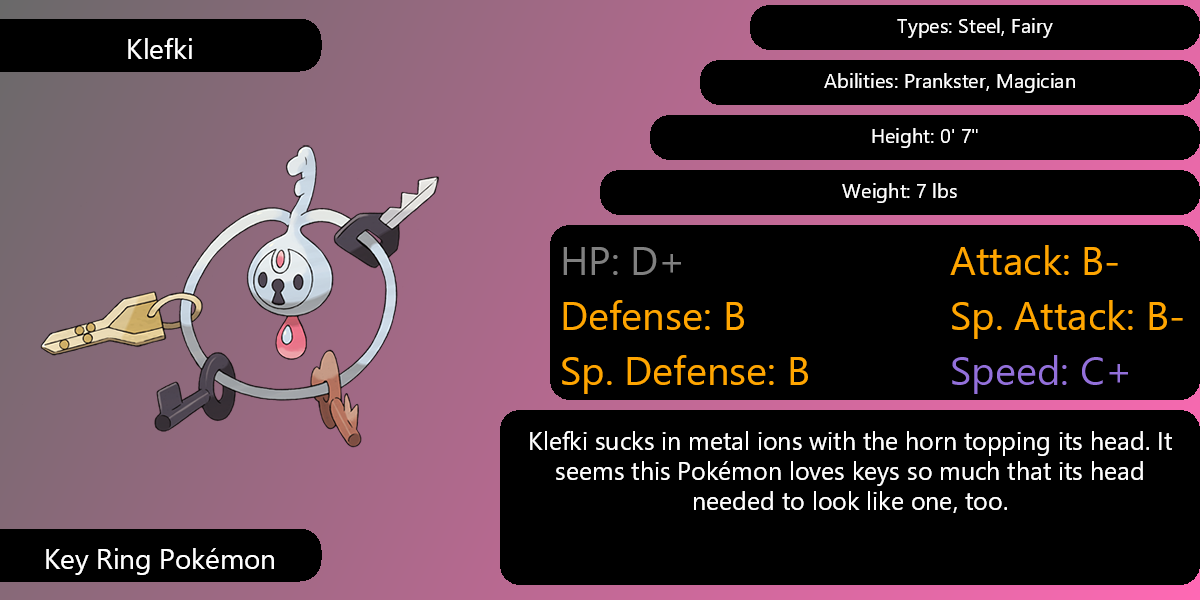 Klefki
Types: Steel, Fairy
Abilities: Prankster, Magician
Height: 0' 7"
Weight: 7 lbs
HP: D+
Attack: B-
Defense: B
Sp. Attack: B-
Sp. Defense: B
Speed: C+
Klefki sucks in metal ions with the horn topping its head. It
seems this Pokémon loves keys so much that its head
needed to look like one, too.
Key Ring Pokémon